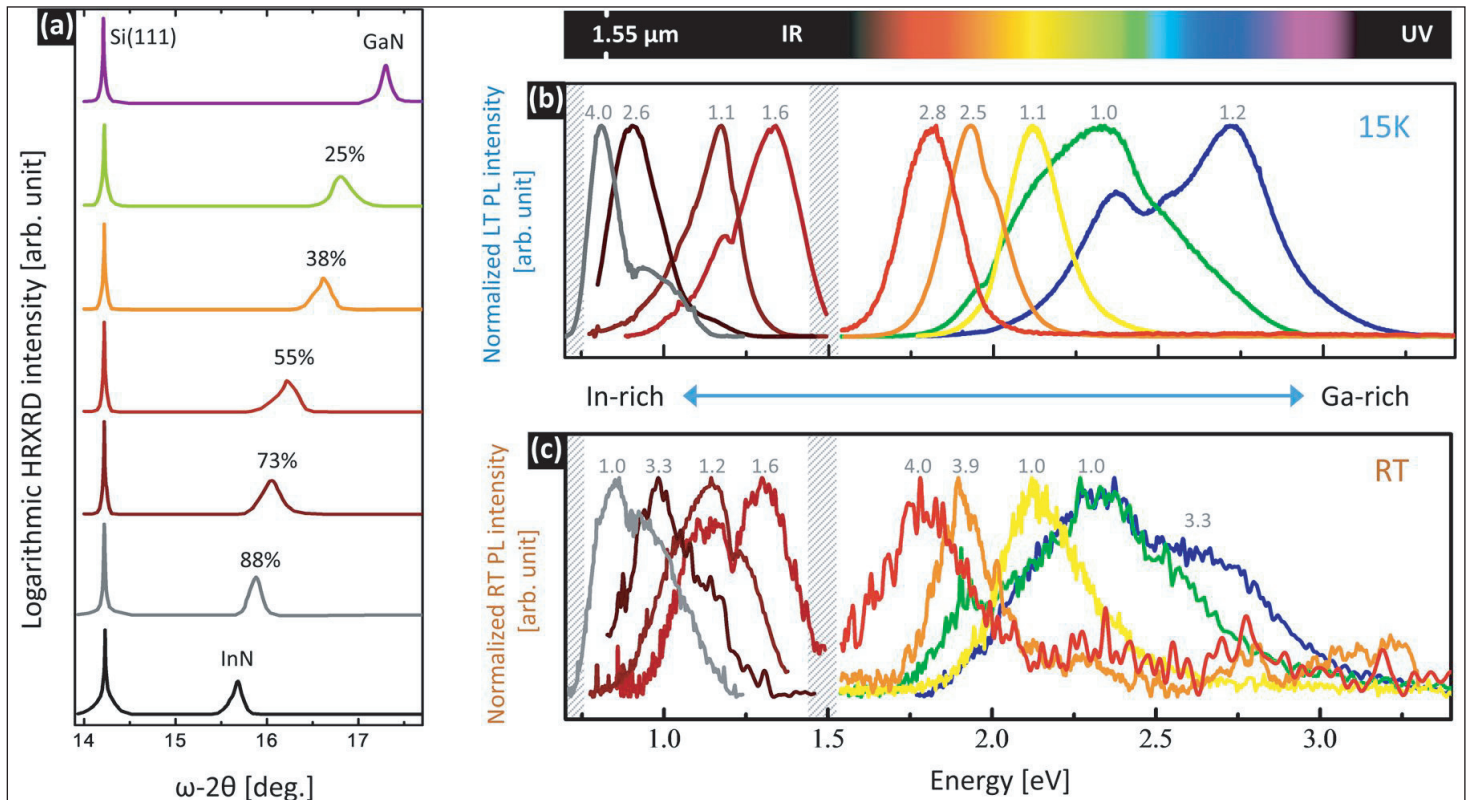 (a)
Si(111)
GaN
25%
38%
55%
73%
88%
InN
Logarithmic HRXRD intensity [arb. unit]
14 15 16 17
ω-2θ [deg.]
1.55 μm IR UV
(b)
4.0 2.6 1.1 1.6 2.8 2.5 1.1 1.0 1.2
15K
Normalized LT PL intensity
[arb. unit]
In-rich Ga-rich
(c)
1.0 3.3 1.2 1.6 4.0 3.9 1.0 1.0 3.3
RT
Normalized RT PL intensity
[arb. unit]
1.0 1.5 2.0 2.5 3.0
Energy [eV]